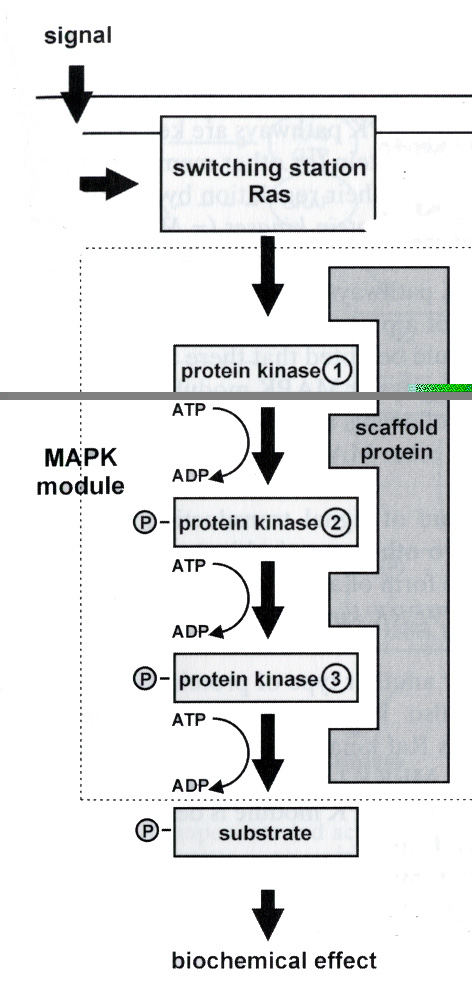 signal
switching station
Ras
protein kinase 1
ATP
scaffold
protein
MAPK
module
ADP
P protein kinase 2
ATP
ADP
P protein kinase 3
ATP
ADP
P substrate
biochemical effect